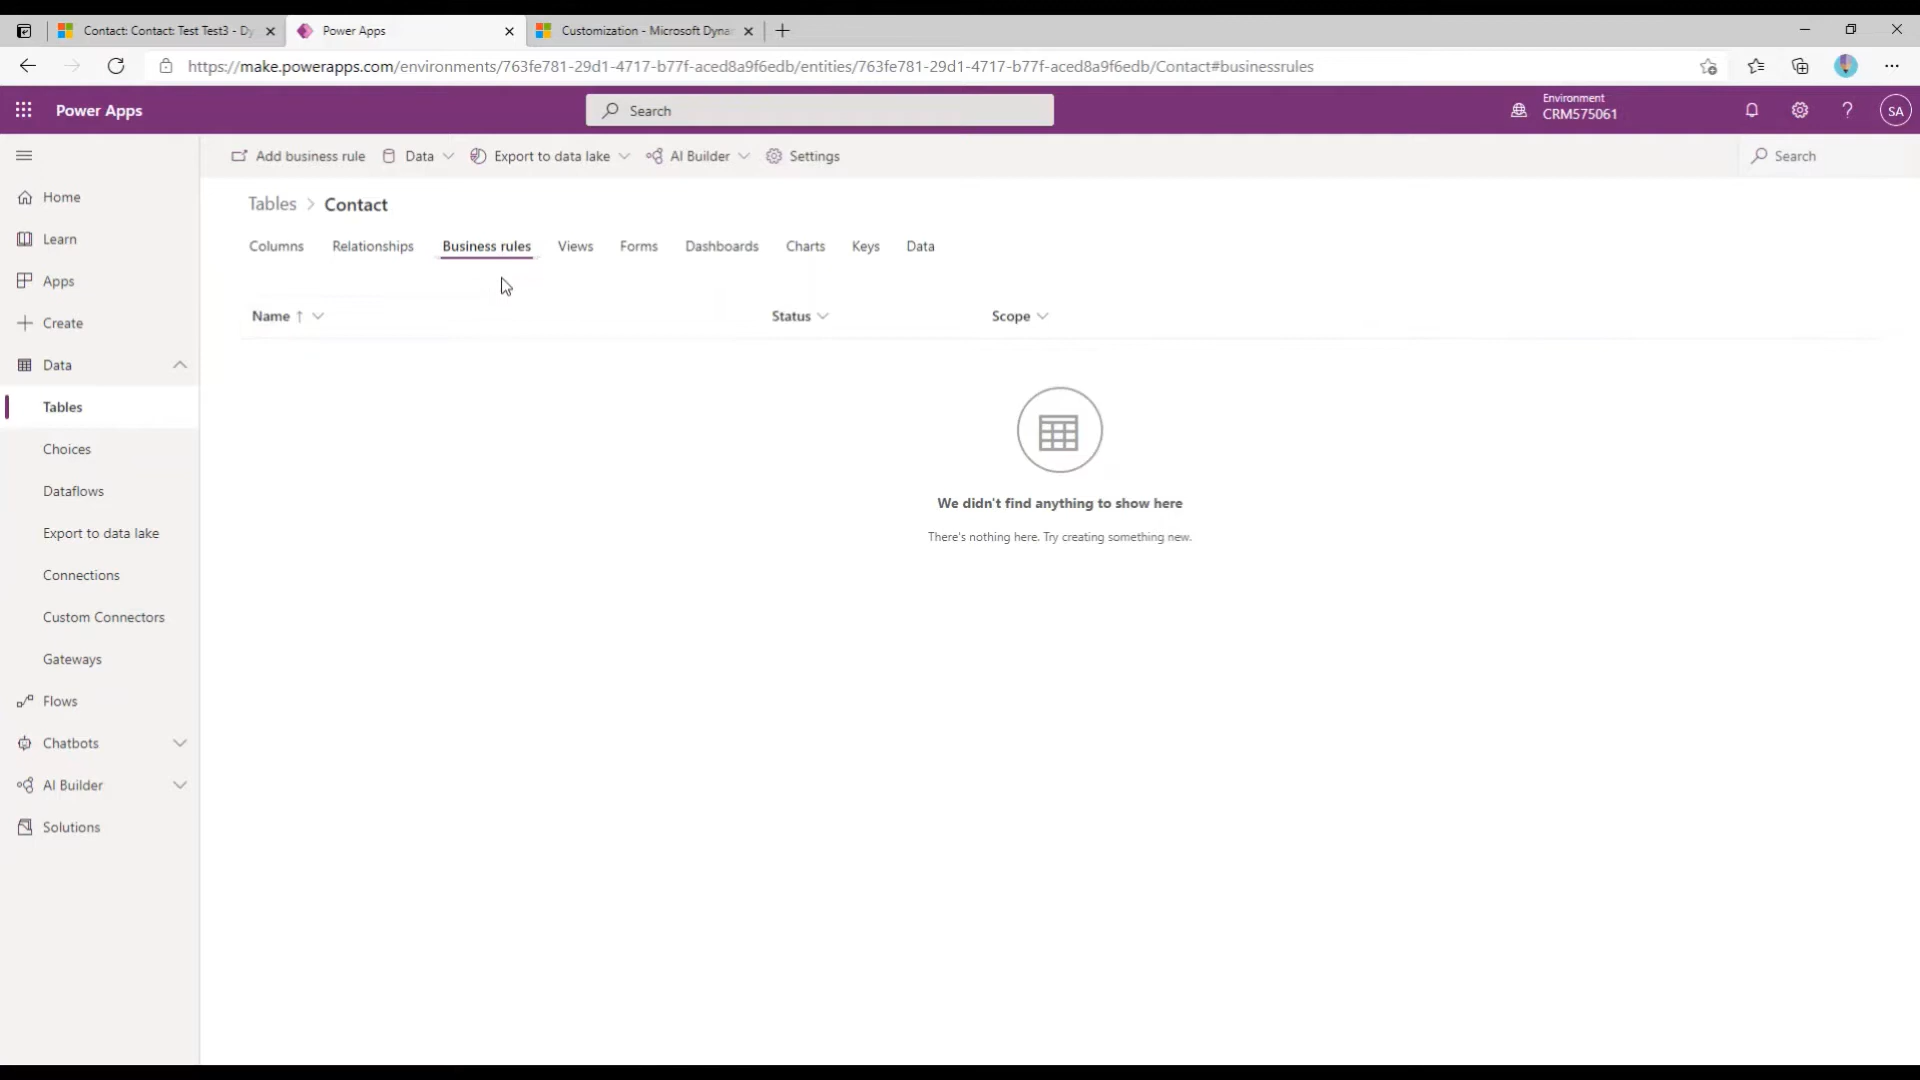 Contact: Contact: Test Test3 - Dy
Power Apps
Customization - Microsoft Dyna
https://make.powerapps.com/environments/763fe781-29d1-4717-b77f-aced8a9f6edb/entities/763fe781-29d1-4717-b77f-aced8a9f6edb/Contact#businessrules
Power Apps
Search
Environment
CRM575061
?
SA
Add business rule
Data
Export to data lake
AI Builder
Settings
Search
Home
Learn
Apps
Create
Data
Tables
Choices
Dataflows
Export to data lake
Connections
Custom Connectors
Gateways
Flows
Chatbots
AI Builder
Solutions
Tables > Contact
Columns Relationships Business rules Views Forms Dashboards Charts Keys Data
Name ↑ Status Scope
We didn't find anything to show here
There's nothing here. Try creating something new.